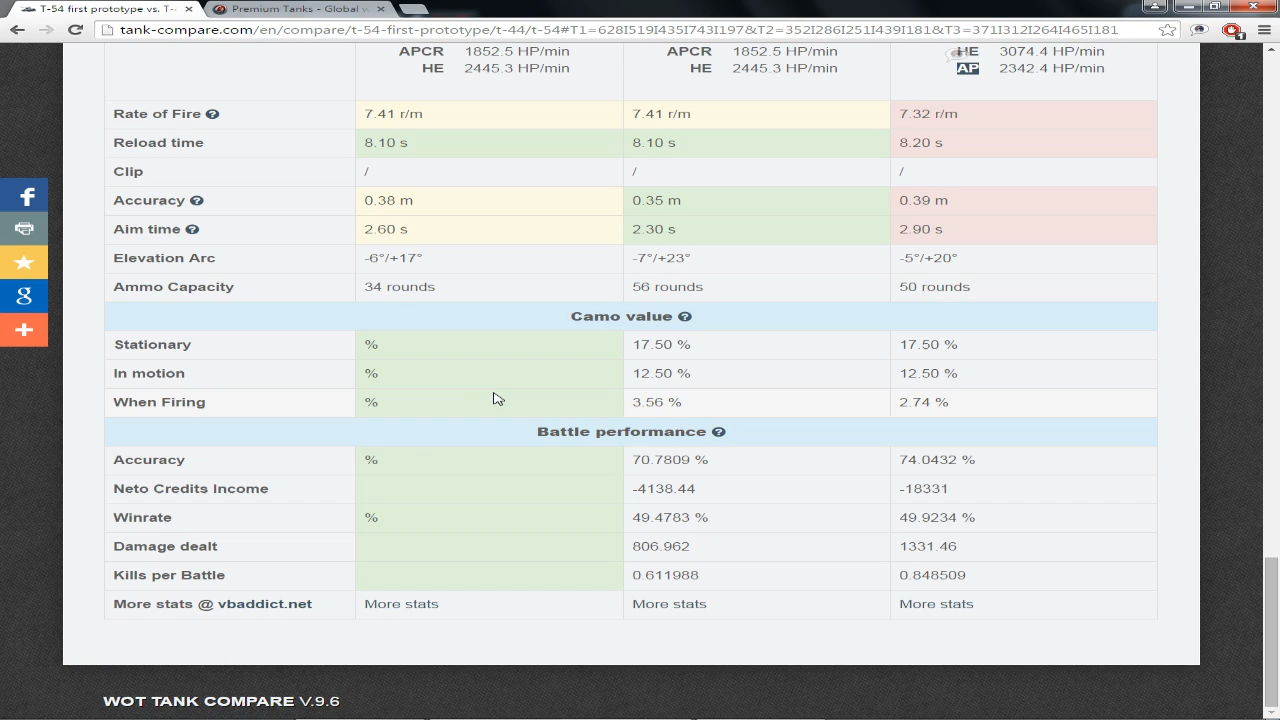 T-54 first prototype vs. T-
Premium Tanks - Global w
tank-compare.com/en/compare/t-54-first-prototype/t-44/t-54T1=628I519I435I743I197&T2=352I286I251I439I181&T3=371I312I264I465I181
APCR 1852.5 HP/min APCR 1852.5 HP/min HE 3074.4 HP/min
HE 2445.3 HP/min HE 2445.3 HP/min AP 2342.4 HP/min
Rate of Fire 7.41 r/m 7.41 r/m 7.32 r/m
Reload time 8.10 s 8.10 s 8.20 s
Clip / / /
Accuracy 0.38 m 0.35 m 0.39 m
Aim time 2.60 s 2.30 s 2.90 s
Elevation Arc -6°/+17° -7°/+23° -5°/+20°
Ammo Capacity 34 rounds 56 rounds 50 rounds
Camo value
Stationary % 17.50 % 17.50 %
In motion % 12.50 % 12.50 %
When Firing % 3.56 % 2.74 %
Battle performance
Accuracy % 70.7809 % 74.0432 %
Neto Credits Income -4138.44 -18331
Winrate % 49.4783 % 49.9234 %
Damage dealt 806.962 1331.46
Kills per Battle 0.611988 0.848509
More stats @ vbaddict.net More stats More stats More stats
WOT TANK COMPARE V.9.6